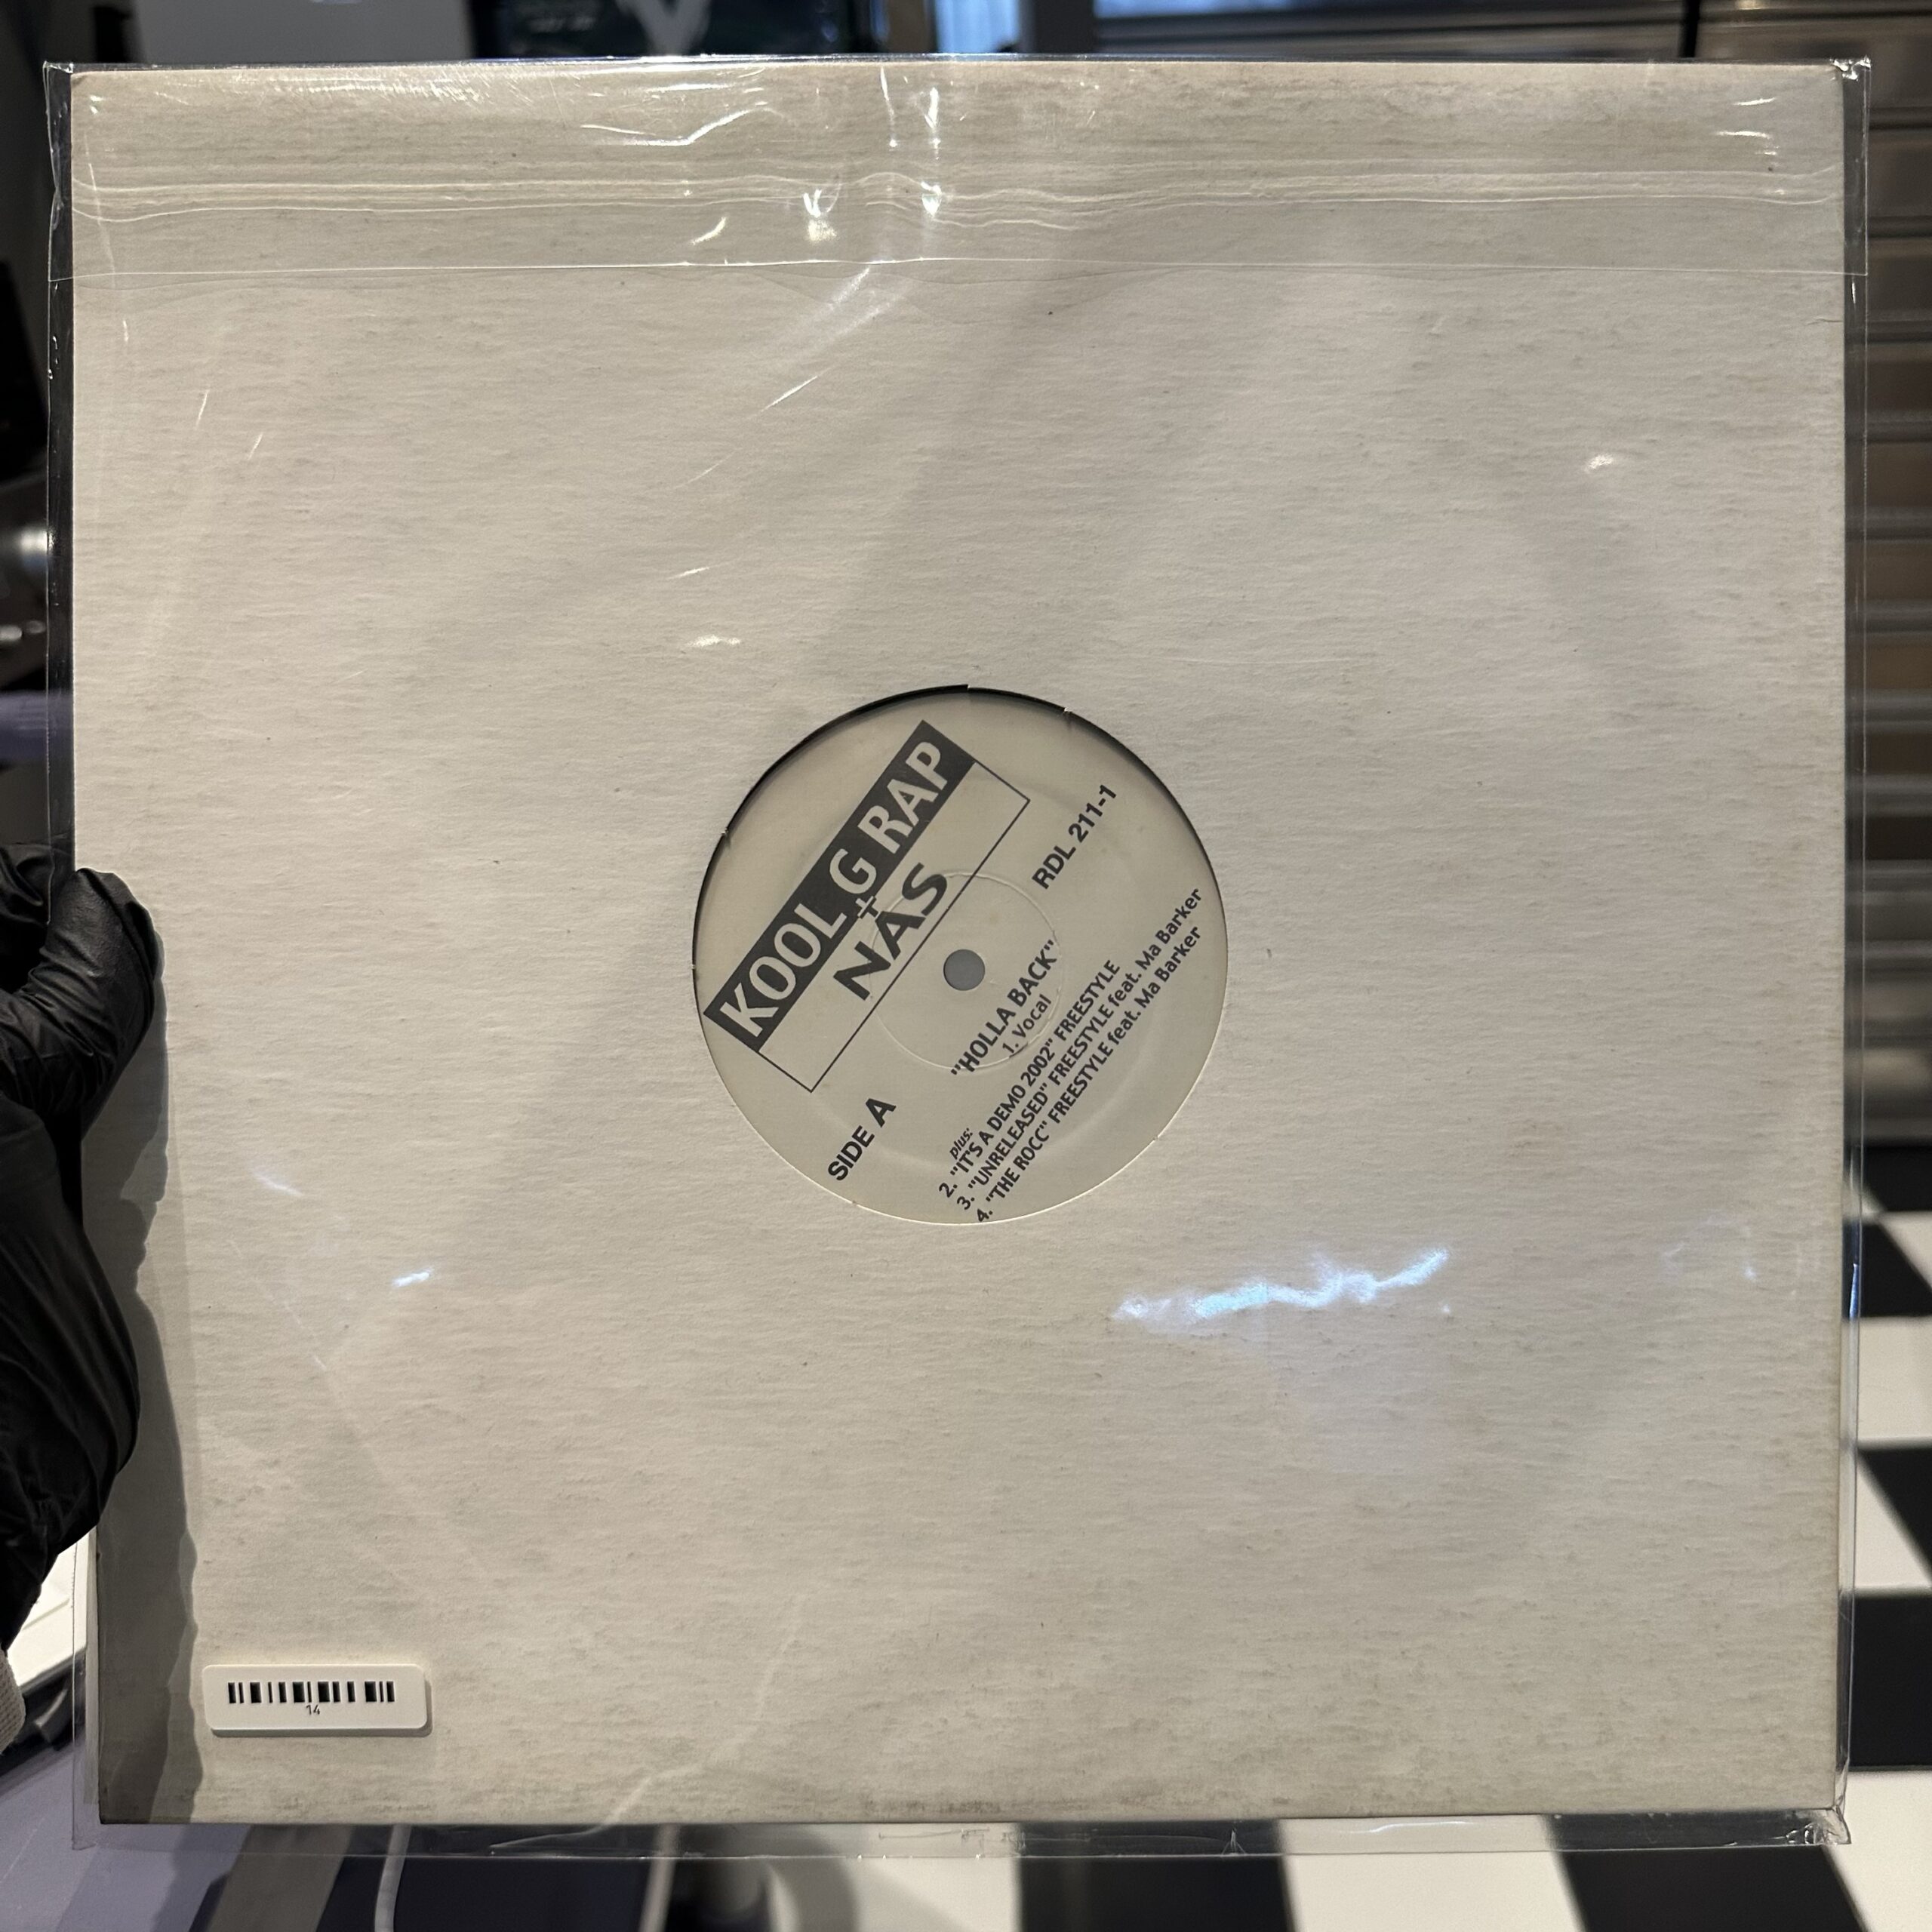 KOOL G RAP
+
NAS
RDL 211-1
SIDE A
"HOLLA BACK"
1. Vocal
plus:
2. "IT'S A DEMO 2002" FREESTYLE
3. "UNRELEASED" FREESTYLE feat. Ma Barker
4. "THE ROCC" FREESTYLE feat. Ma Barker
14